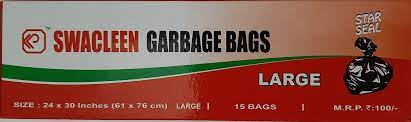 STAR
SEAL
SWACLEEN GARBAGE BAGS
LARGE
SIZE : 24 x 30 Inches (61 x 76 cm) LARGE | 15 BAGS | M.R.P. ₹:100/-